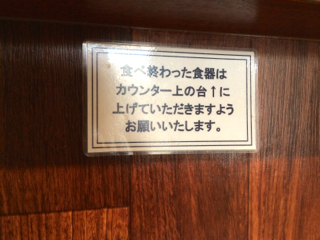 食べ終わった食器は
カウンター上の台↑に
上げていただきますよう
お願いいたします。